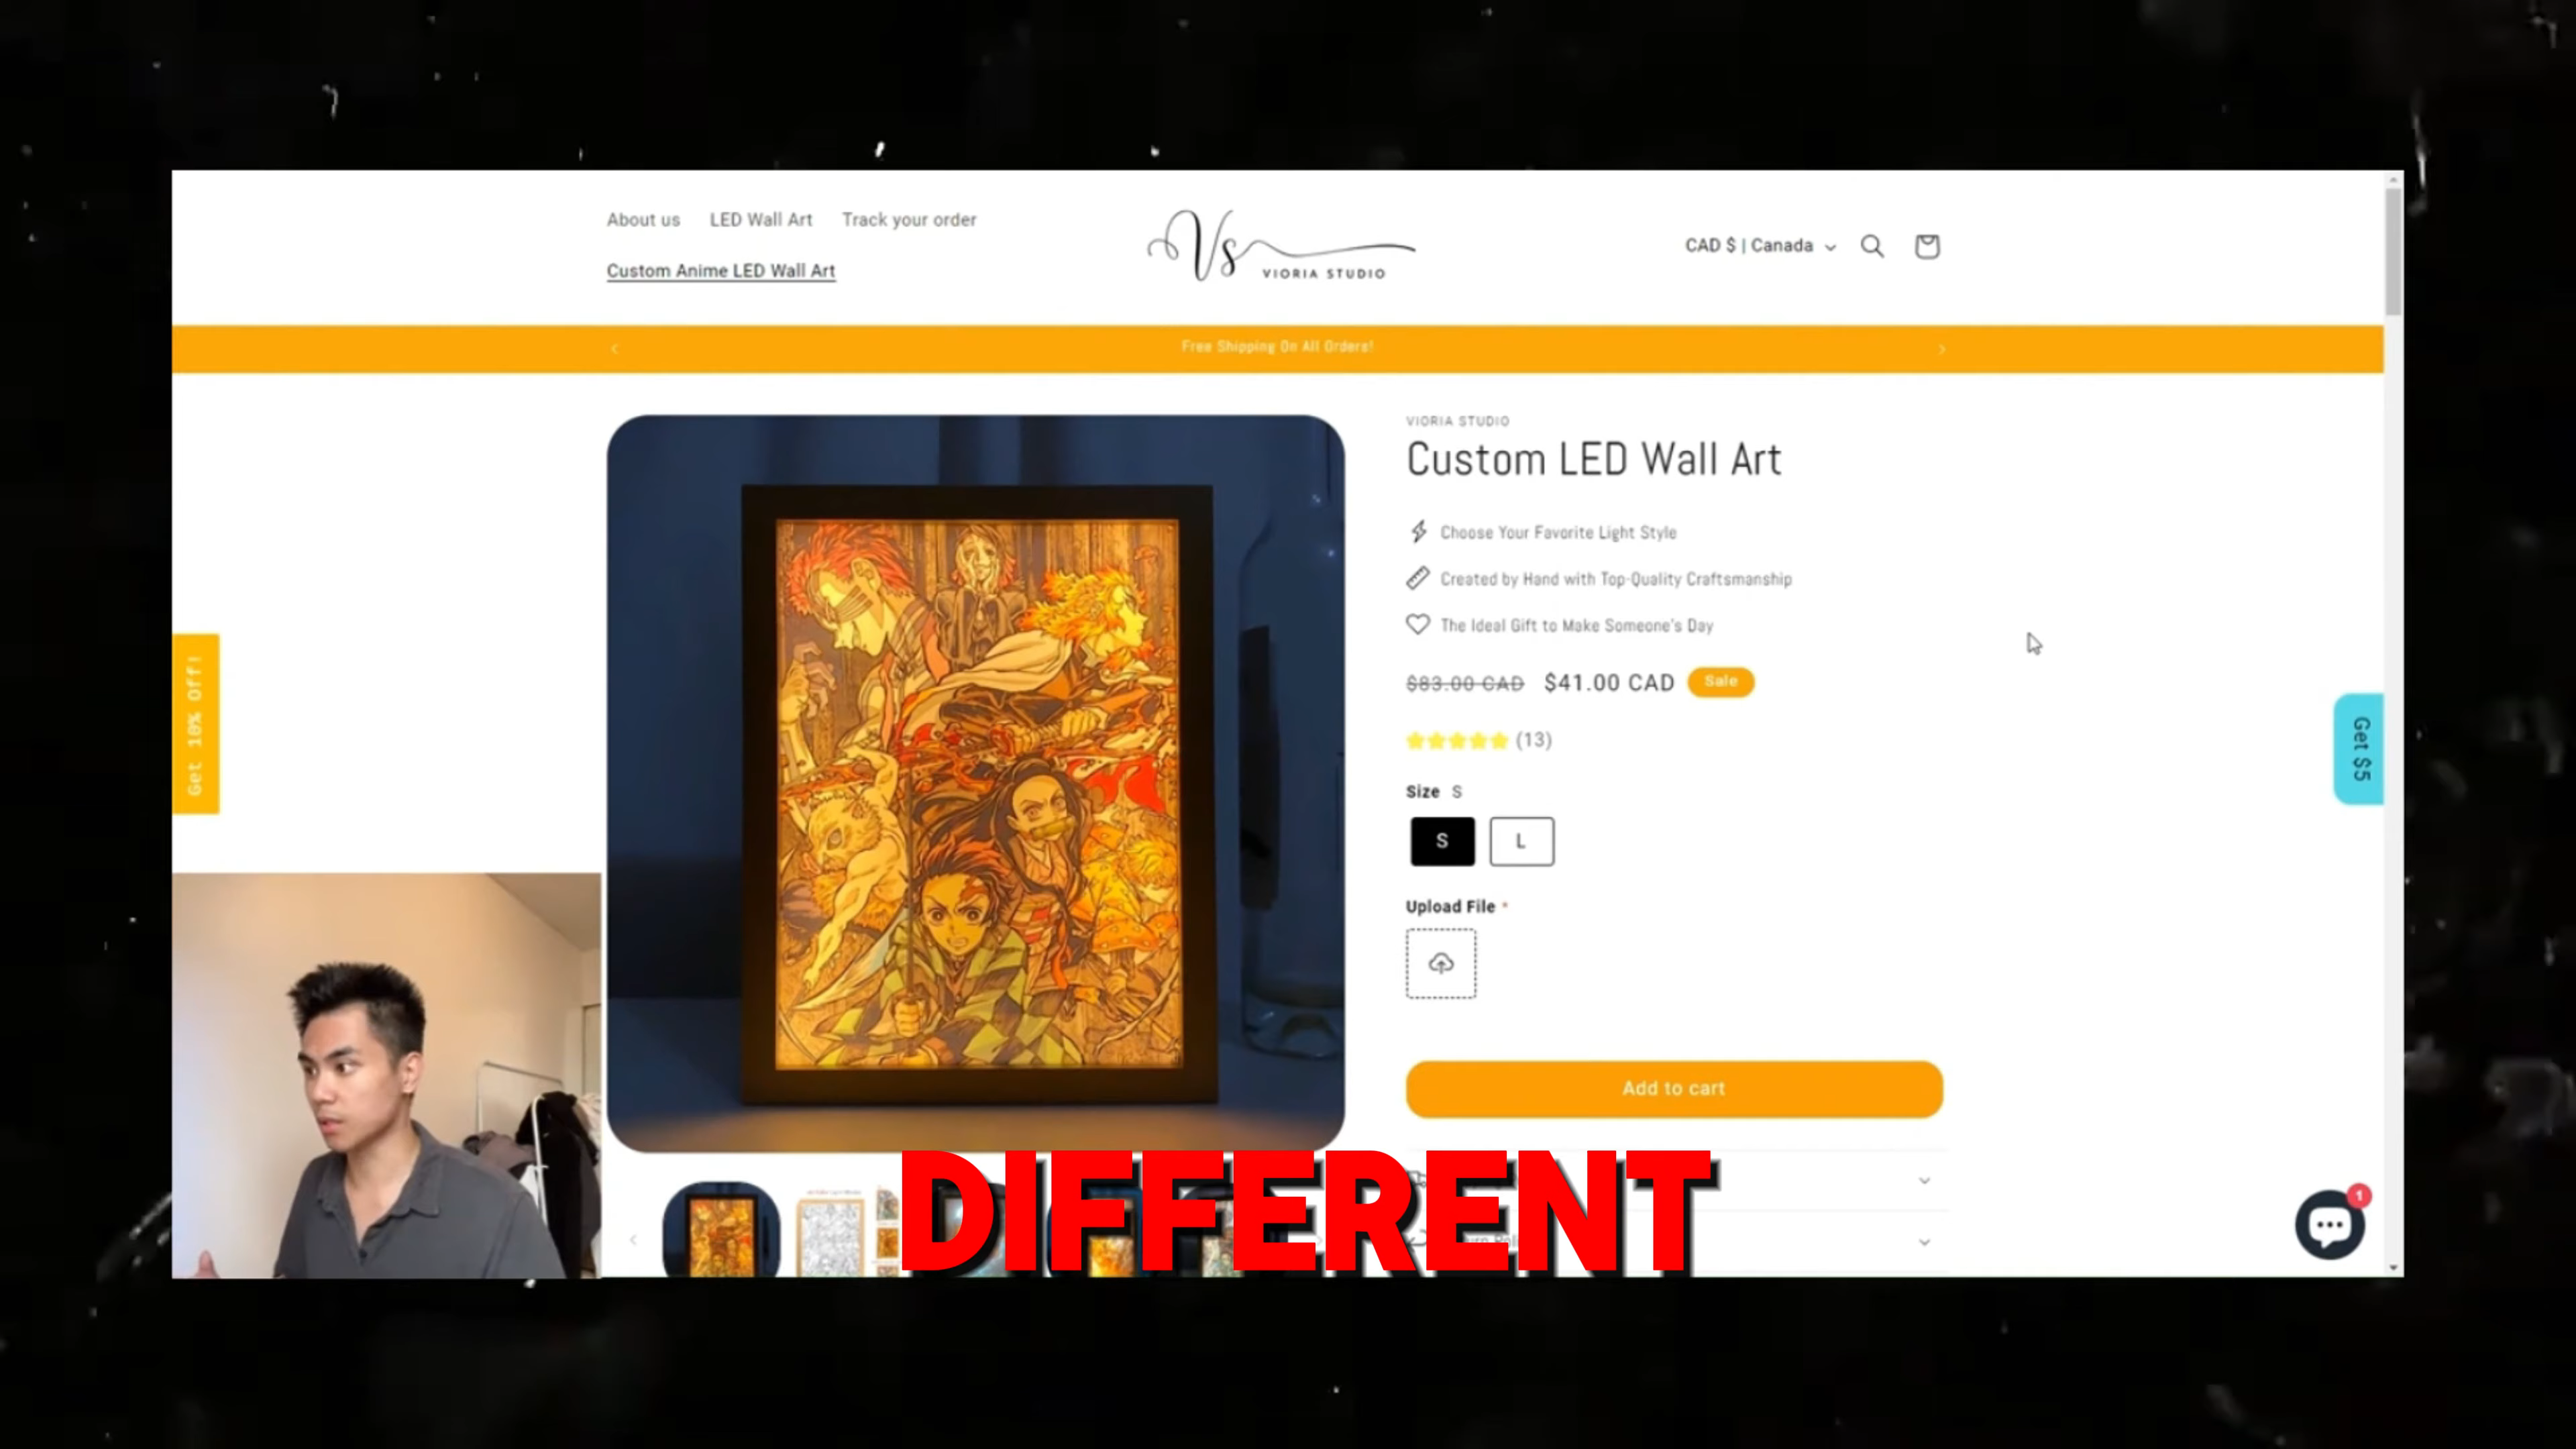 About us LED Wall Art Track your order
Custom Anime LED Wall Art
Vs
VIORIA STUDIO
CAD $ | Canada
Free Shipping On All Orders!
VIORIA STUDIO
Custom LED Wall Art
Choose Your Favorite Light Style
Created by Hand with Top-Quality Craftsmanship
The Ideal Gift to Make Someone's Day
$83.00 CAD $41.00 CAD Sale
(13)
Size S
S L
Upload File *
Add to cart
Get 10% Off!
Get $5
DIFFERENT
1